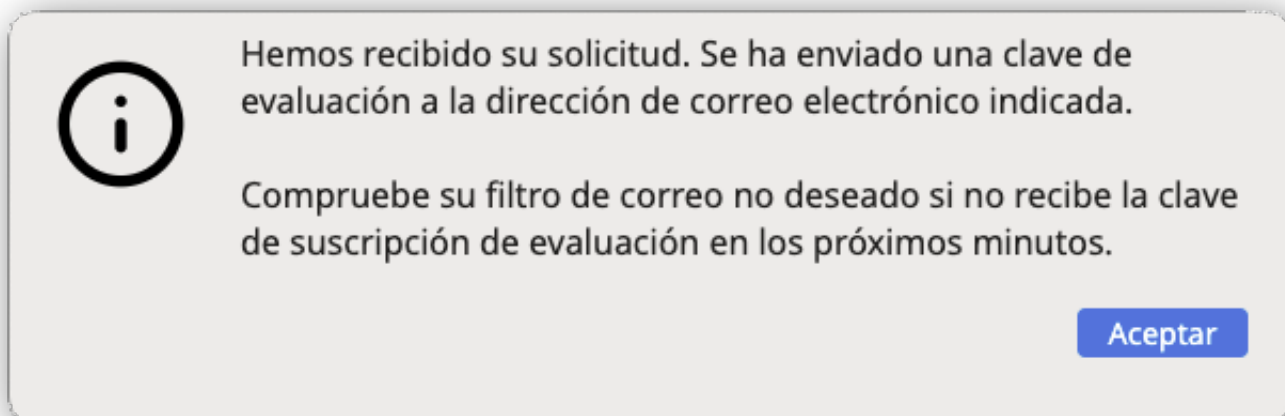 Hemos recibido su solicitud. Se ha enviado una clave de
evaluación a la dirección de correo electrónico indicada.
Compruebe su filtro de correo no deseado si no recibe la clave
de suscripción de evaluación en los próximos minutos.
Aceptar